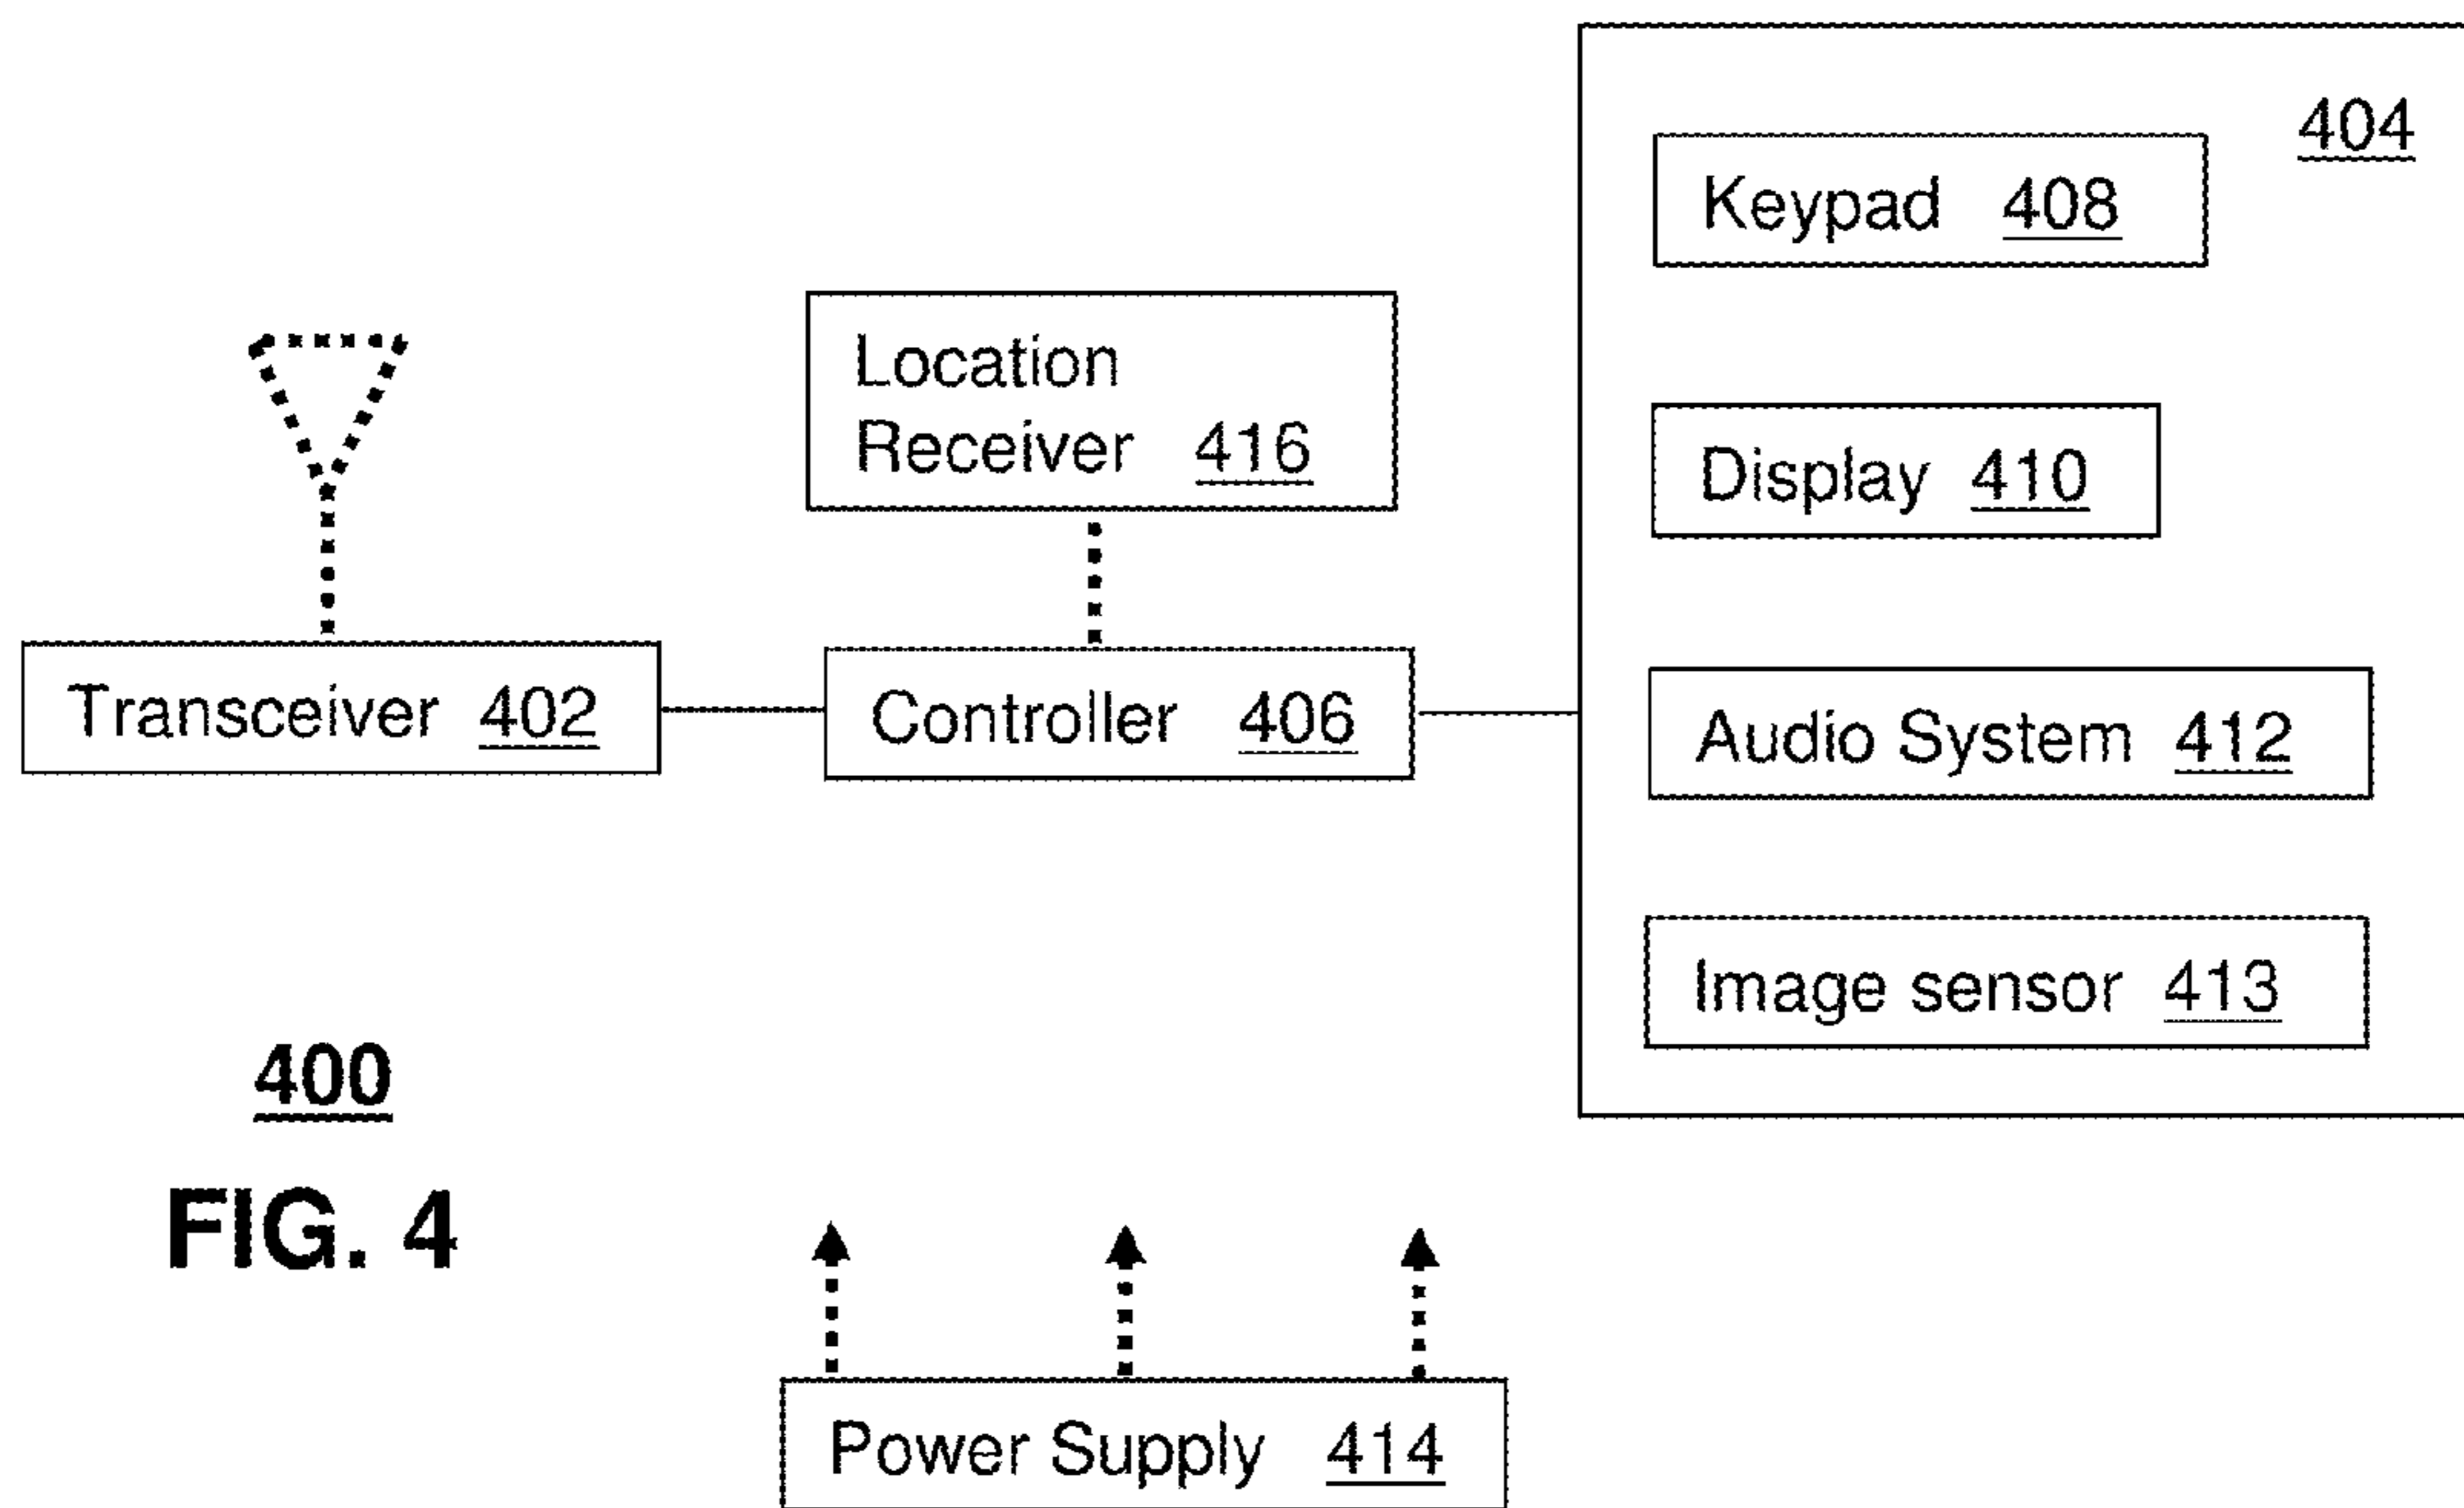 404
Keypad 408
Location
Receiver 416
Display 410
Transceiver 402
Controller 406
Audio System 412
Image sensor 413
400
FIG. 4
Power Supply 414